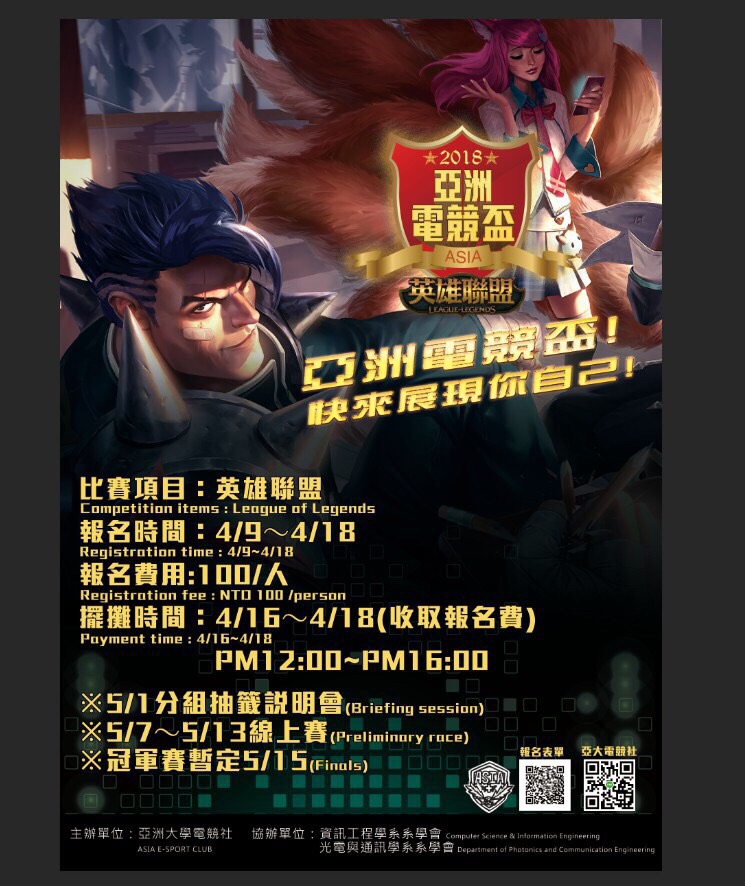 ★2018★
亞洲
電競盃
ASIA
英雄聯盟
LEAGUE OF LEGENDS
亞洲電競盃!
快來展現你自己!
比賽項目：英雄聯盟
Competition items : League of Legends
報名時間：4/9～4/18
Registration time : 4/9~4/18
報名費用:100/人
Registration fee : NTD 100 /person
擺攤時間：4/16～4/18(收取報名費)
Payment time : 4/16~4/18
PM12:00~PM16:00
※5/1分組抽籤説明會(Briefing session)
※5/7～5/13線上賽(Preliminary race)
※冠軍賽暫定5/15(Finals)
報名表單 亞大電競社
ASIA
主辦單位：亞洲大學電競社 協辦單位：資訊工程學系系學會 Computer Science & Information Engineering
ASIA E-SPORT CLUB 光電與通訊學系系學會 Department of Photonics and Communication Engineering